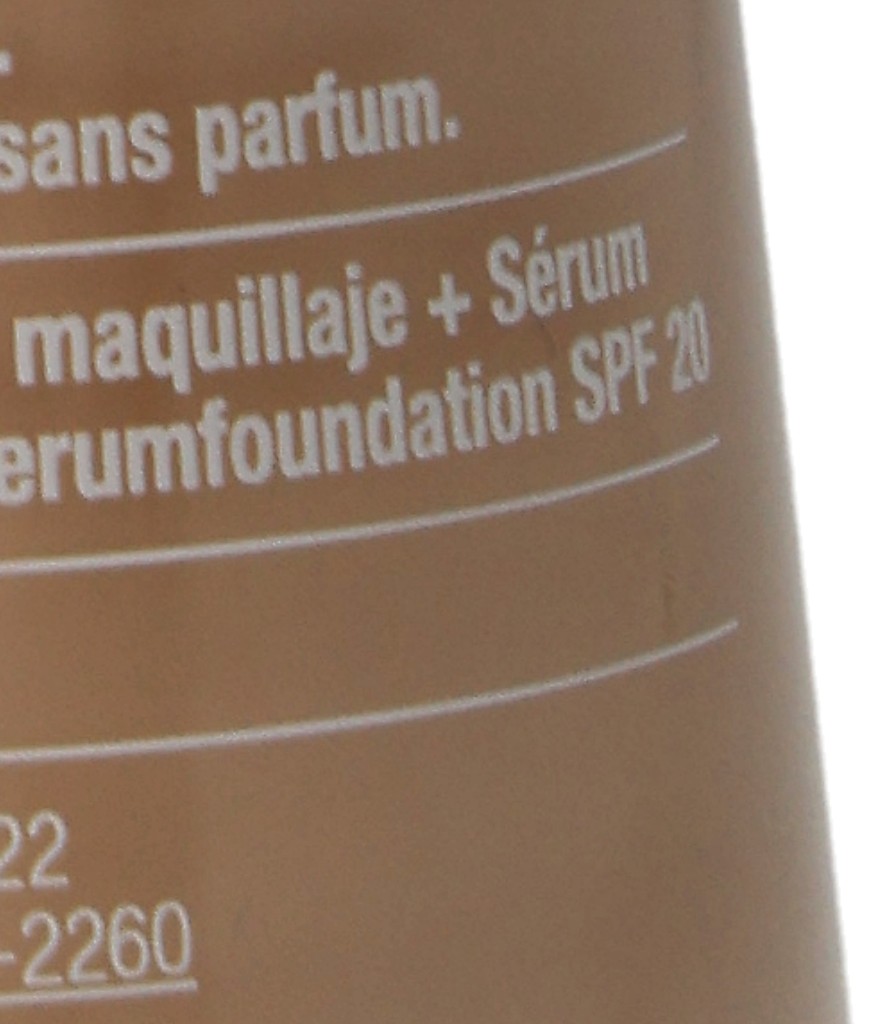 sans parfum.
maquillaje + Sérum
erumfoundation SPF 20
22
-2260